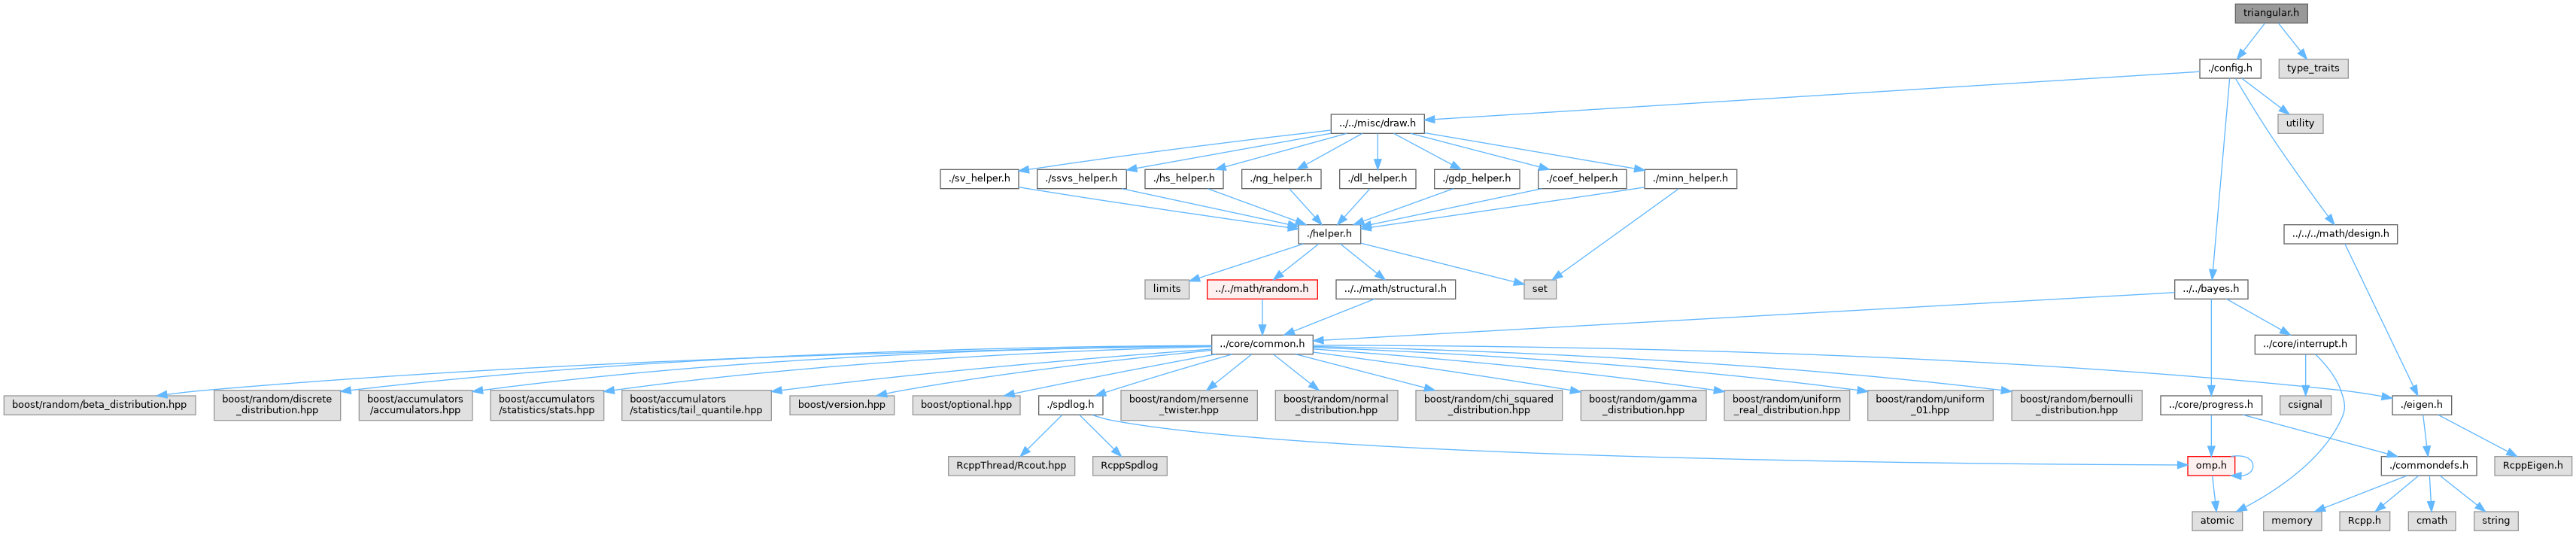 triangular.h
./config.h
type_traits
../../misc/draw.h
utility
./sv_helper.h
./ssvs_helper.h
./hs_helper.h
./ng_helper.h
./dl_helper.h
./gdp_helper.h
./coef_helper.h
./minn_helper.h
./helper.h
../../../math/design.h
limits
../../math/random.h
../../math/structural.h
set
../../bayes.h
../core/common.h
../core/interrupt.h
boost/random/beta_distribution.hpp
boost/random/discrete
_distribution.hpp
boost/accumulators
/accumulators.hpp
boost/accumulators
/statistics/stats.hpp
boost/accumulators
/statistics/tail_quantile.hpp
boost/version.hpp
boost/optional.hpp
./spdlog.h
boost/random/mersenne
_twister.hpp
boost/random/normal
_distribution.hpp
boost/random/chi_squared
_distribution.hpp
boost/random/gamma
_distribution.hpp
boost/random/uniform
_real_distribution.hpp
boost/random/uniform
_01.hpp
boost/random/bernoulli
_distribution.hpp
../core/progress.h
csignal
./eigen.h
RcppThread/Rcout.hpp
RcppSpdlog
omp.h
./commondefs.h
RcppEigen.h
atomic
memory
Rcpp.h
cmath
string